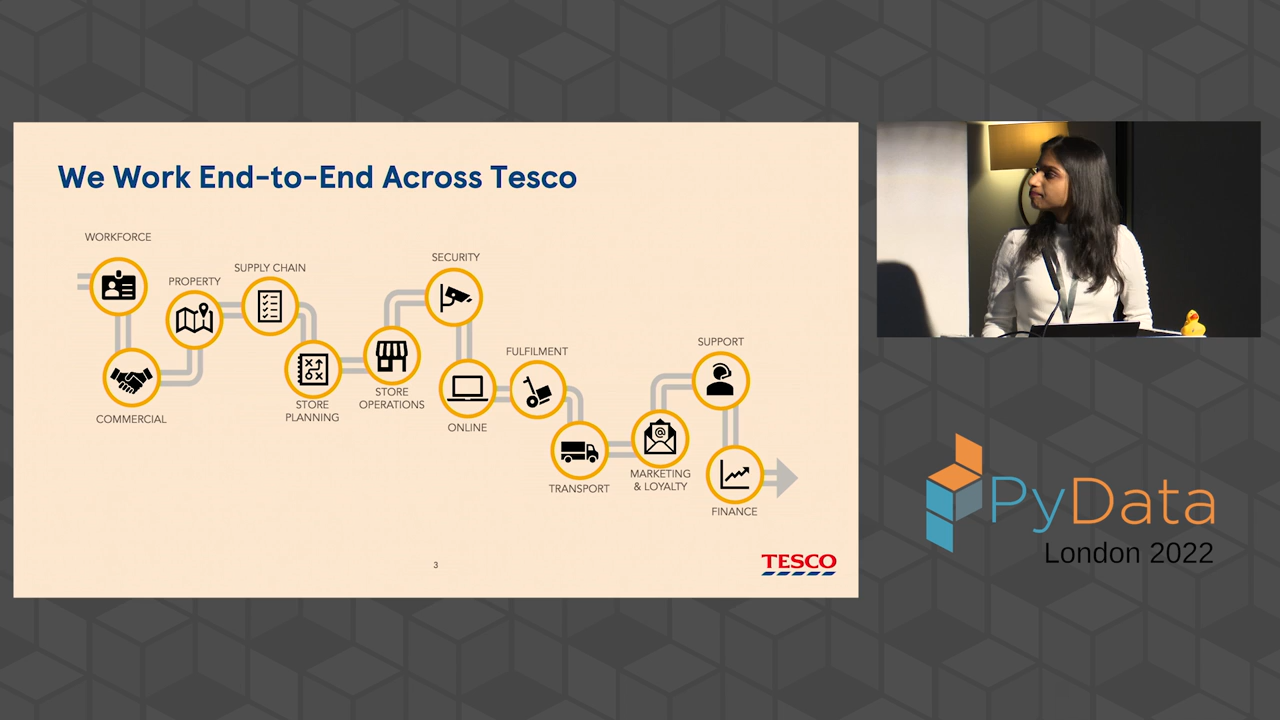 We Work End-to-End Across Tesco
WORKFORCE
PROPERTY
SUPPLY CHAIN
SECURITY
COMMERCIAL
STORE
PLANNING
STORE
OPERATIONS
ONLINE
FULFILMENT
TRANSPORT
MARKETING
& LOYALTY
SUPPORT
FINANCE
3
TESCO
PyData
London 2022